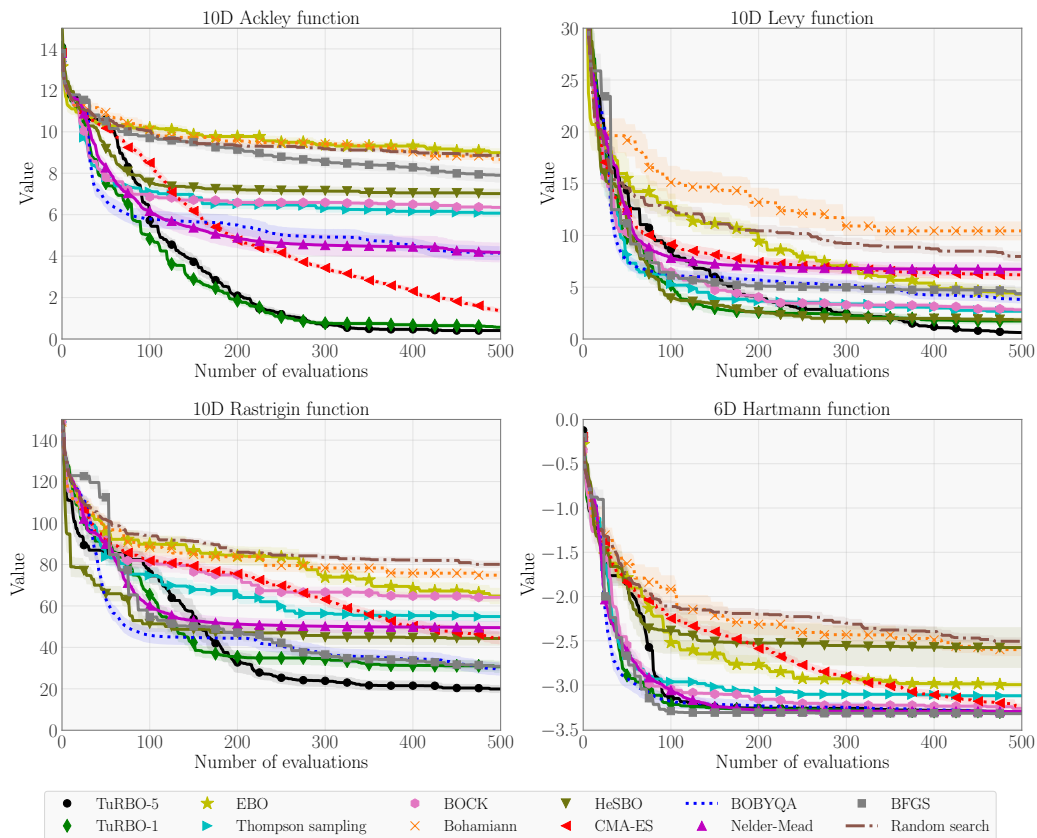 10D Ackley function
10D Levy function
14
12
10
8
6
4
2
0
Value
0 100 200 300 400 500
Number of evaluations
30
25
20
15
10
5
0
Value
0 100 200 300 400 500
Number of evaluations
10D Rastrigin function
6D Hartmann function
140
120
100
80
60
40
20
0
Value
0 100 200 300 400 500
Number of evaluations
0.0
−0.5
−1.0
−1.5
−2.0
−2.5
−3.0
−3.5
Value
0 100 200 300 400 500
Number of evaluations
TuRBO-5 EBO BOCK HeSBO BOBYQA BFGS
TuRBO-1 Thompson sampling Bohamiann CMA-ES Nelder-Mead Random search